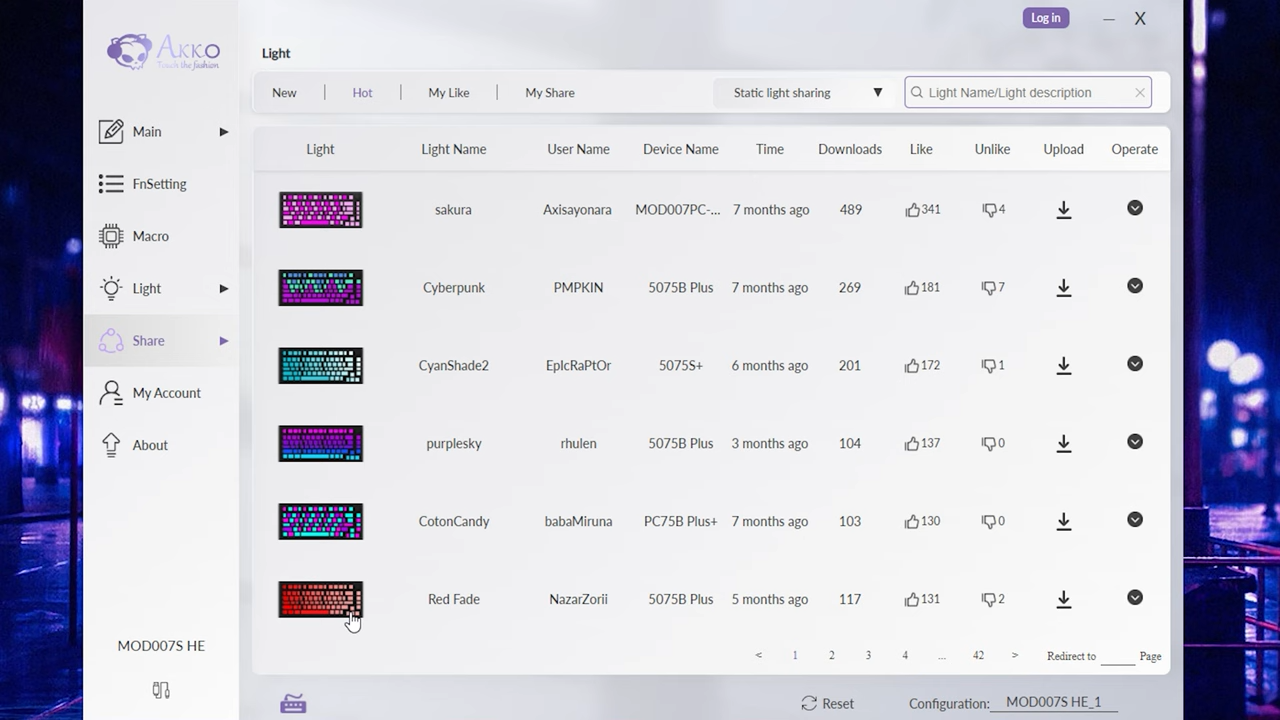 Log in
X
AKKO
Touch the fashion
Light
New
Hot
My Like
My Share
Static light sharing
Light Name/Light description
Main
FnSetting
Macro
Light
Share
My Account
About
MOD007S HE
Light Light Name User Name Device Name Time Downloads Like Unlike Upload Operate
sakura Axisayonara MOD007PC-... 7 months ago 489 341 4
Cyberpunk PMPKIN 5075B Plus 7 months ago 269 181 7
CyanShade2 EpIcRaPtOr 5075S+ 6 months ago 201 172 1
purplesky rhulen 5075B Plus 3 months ago 104 137 0
CotonCandy babaMiruna PC75B Plus+ 7 months ago 103 130 0
Red Fade NazarZorii 5075B Plus 5 months ago 117 131 2
< 1 2 3 4 ... 42 > Redirect to Page
Reset
Configuration: MOD007S HE_1